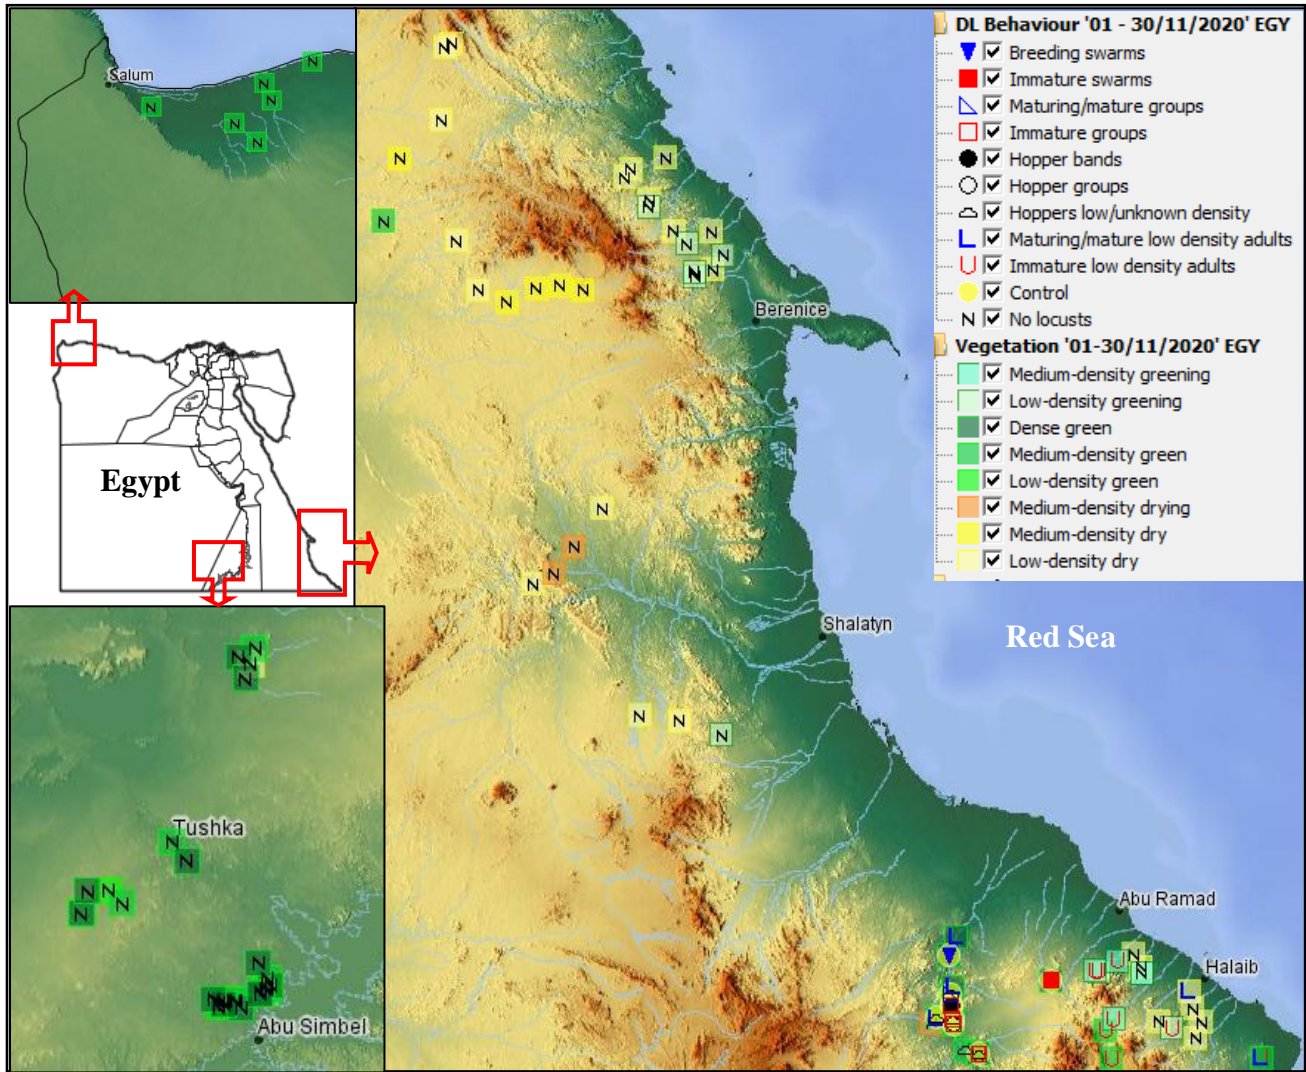 Salum
Egypt
Tushka
Abu Simbel
Berenice
Shalatyn
Red Sea
Abu Ramad
Halaib
DL Behaviour '01 - 30/11/2020' EGY
Breeding swarms
Immature swarms
Maturing/mature groups
Immature groups
Hopper bands
Hopper groups
Hoppers low/unknown density
Maturing/mature low density adults
Immature low density adults
Control
N No locusts
Vegetation '01-30/11/2020' EGY
Medium-density greening
Low-density greening
Dense green
Medium-density green
Low-density green
Medium-density drying
Medium-density dry
Low-density dry